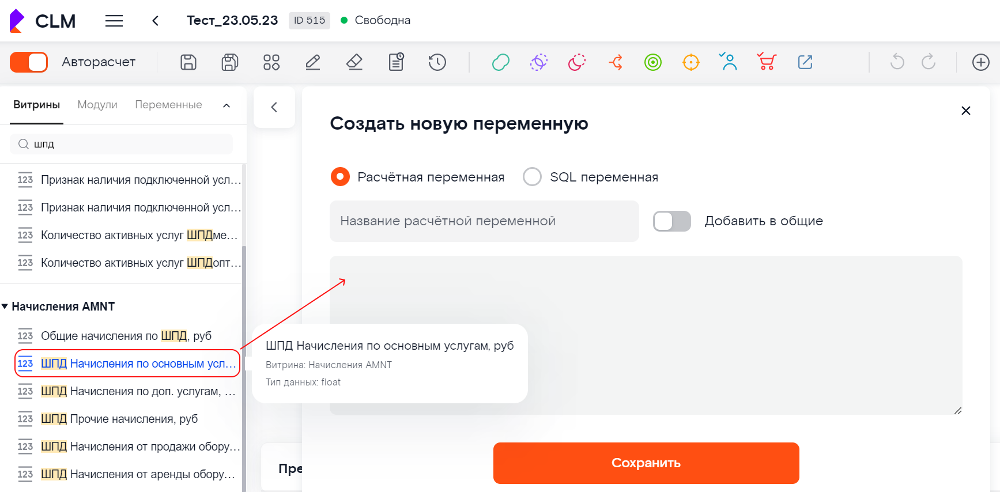 CLM
Тест_23.05.23
ID 515
Свободна
Авторасчет
Витрины
Модули
Переменные
шпд
123 Признак наличия подключенной усл...
123 Признак наличия подключенной усл...
123 Количество активных услуг ШПДме...
123 Количество активных услуг ШПДопт...
Начисления AMNT
123 Общие начисления по ШПД, руб
123 ШПД Начисления по основным усл...
123 ШПД Начисления по доп. услугам, ...
123 ШПД Прочие начисления, руб
123 ШПД Начисления от продажи обору...
123 ШПД Начисления от аренды обору...
Создать новую переменную
Расчётная переменная
SQL переменная
Название расчётной переменной
Добавить в общие
ШПД Начисления по основным услугам, руб
Витрина: Начисления AMNT
Тип данных: float
Пре
Сохранить